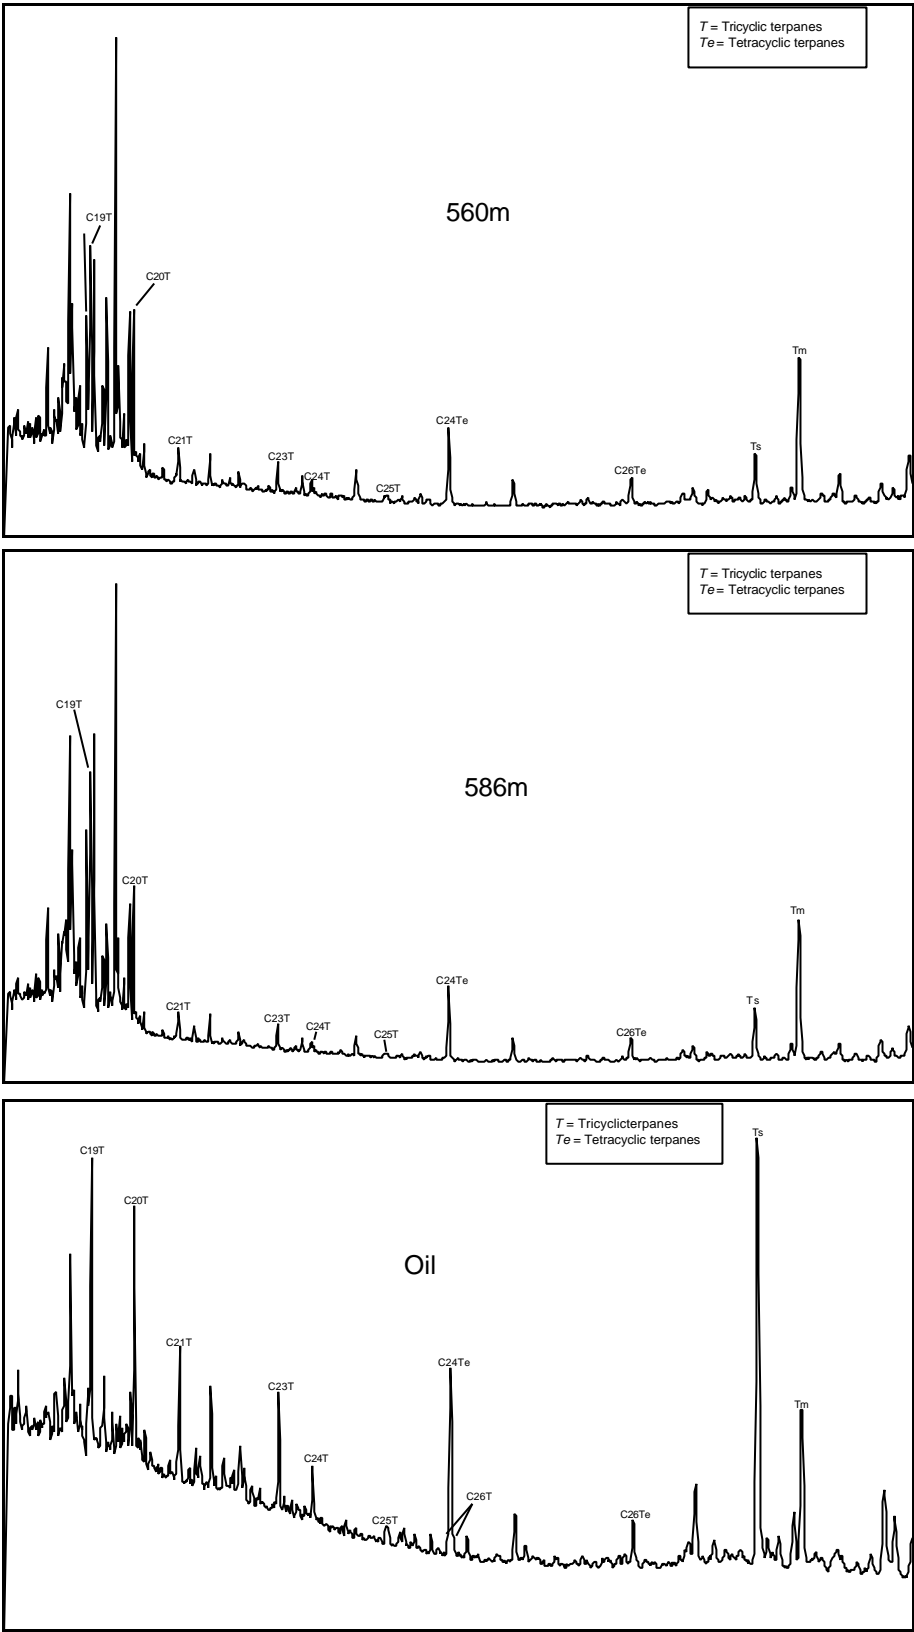 T = Tricyclic terpanes
Te = Tetracyclic terpanes
560m
C19T
C20T
Tm
C24Te
C21T
Ts
C23T
C26Te
C24T
C25T
T = Tricyclic terpanes
Te = Tetracyclic terpanes
C19T
586m
C20T
Tm
C24Te
Ts
C21T
C23T
C24T
C25T
C26Te
T = Tricyclicterpanes
Te = Tetracyclic terpanes
Ts
C19T
C20T
Oil
C21T
C24Te
C23T
Tm
C24T
C26T
C26Te
C25T